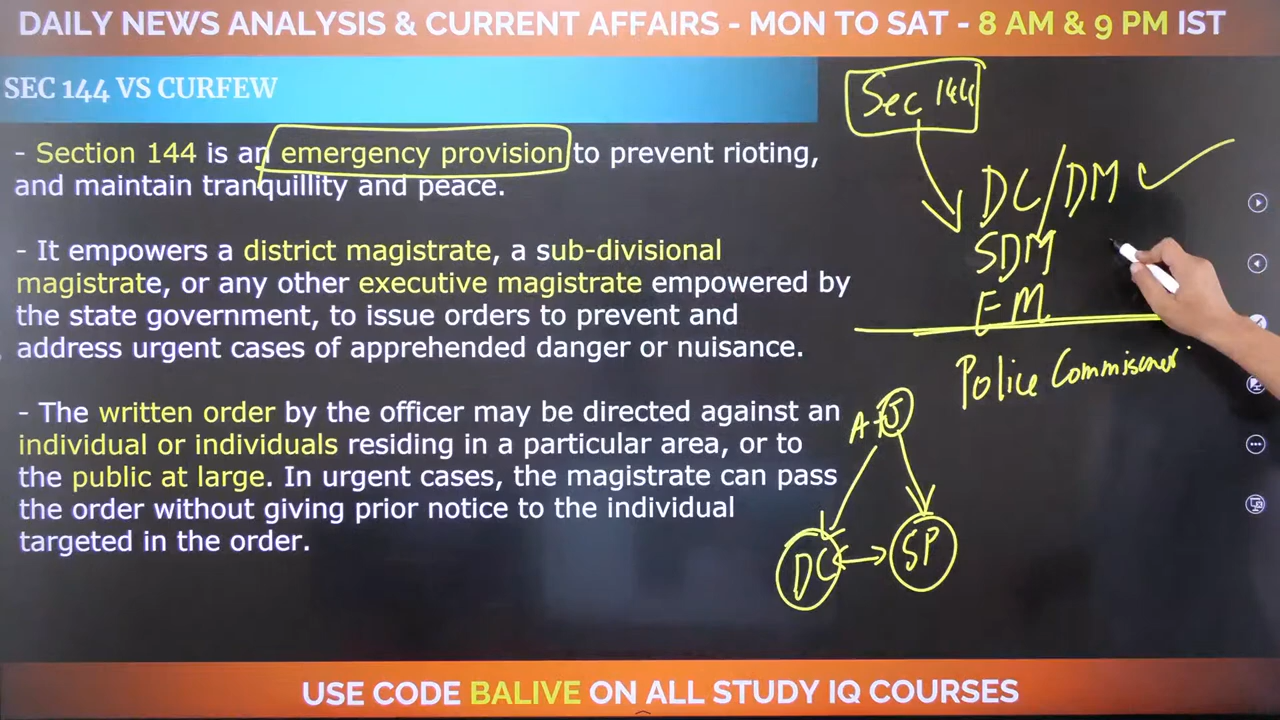 DAILY NEWS ANALYSIS & CURRENT AFFAIRS - MON TO SAT - 8 AM & 9 PM IST
SEC 144 VS CURFEW
- Section 144 is an emergency provision to prevent rioting,
and maintain tranquillity and peace.
- It empowers a district magistrate, a sub-divisional
magistrate, or any other executive magistrate empowered by
the state government, to issue orders to prevent and
address urgent cases of apprehended danger or nuisance.
- The written order by the officer may be directed against an
individual or individuals residing in a particular area, or to
the public at large. In urgent cases, the magistrate can pass
the order without giving prior notice to the individual
targeted in the order.
Sec 144
DC/DM
SDM
EM
Police Commisoner
DC
SP
USE CODE BALIVE ON ALL STUDY IQ COURSES